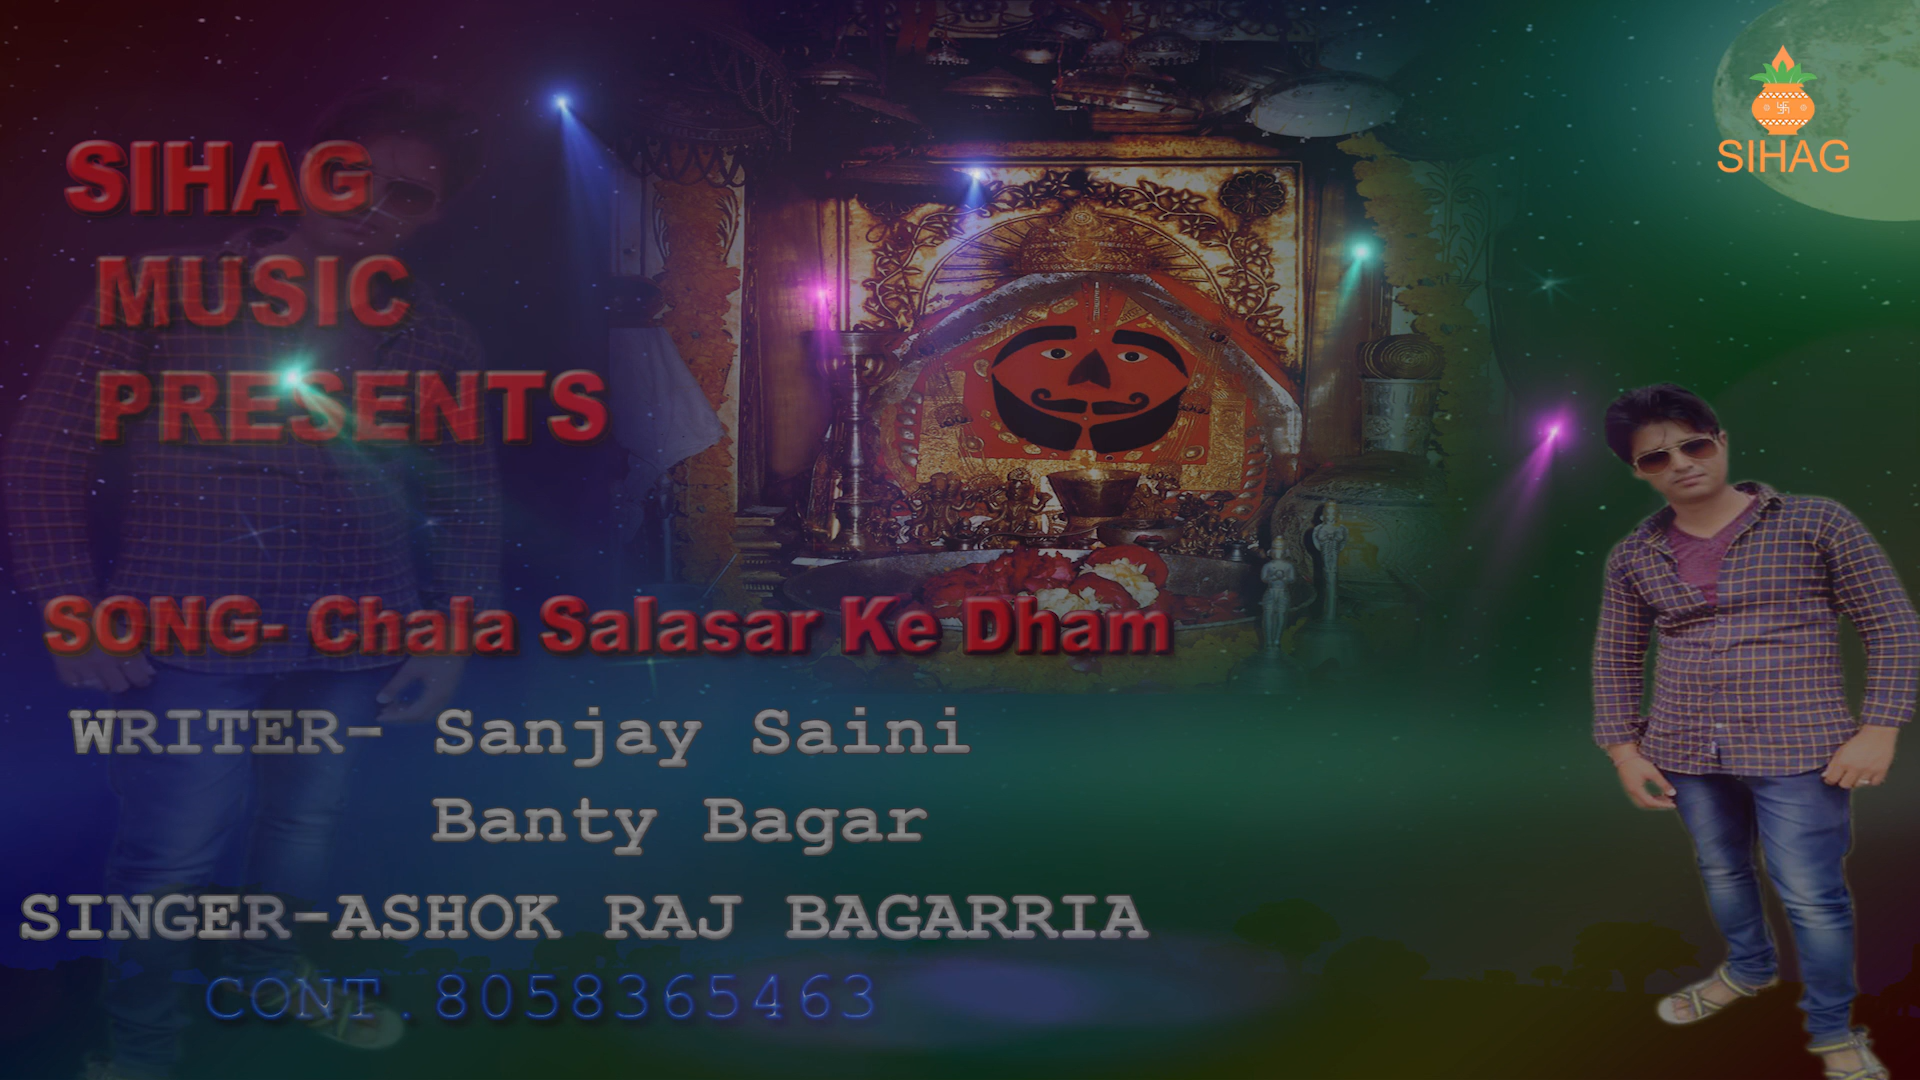 SIHAG
SIHAG
MUSIC
PRESENTS
SONG- Chala Salasar Ke Dham
WRITER- Sanjay Saini
Banty Bagar
SINGER-ASHOK RAJ BAGARRIA
CONT.8058365463